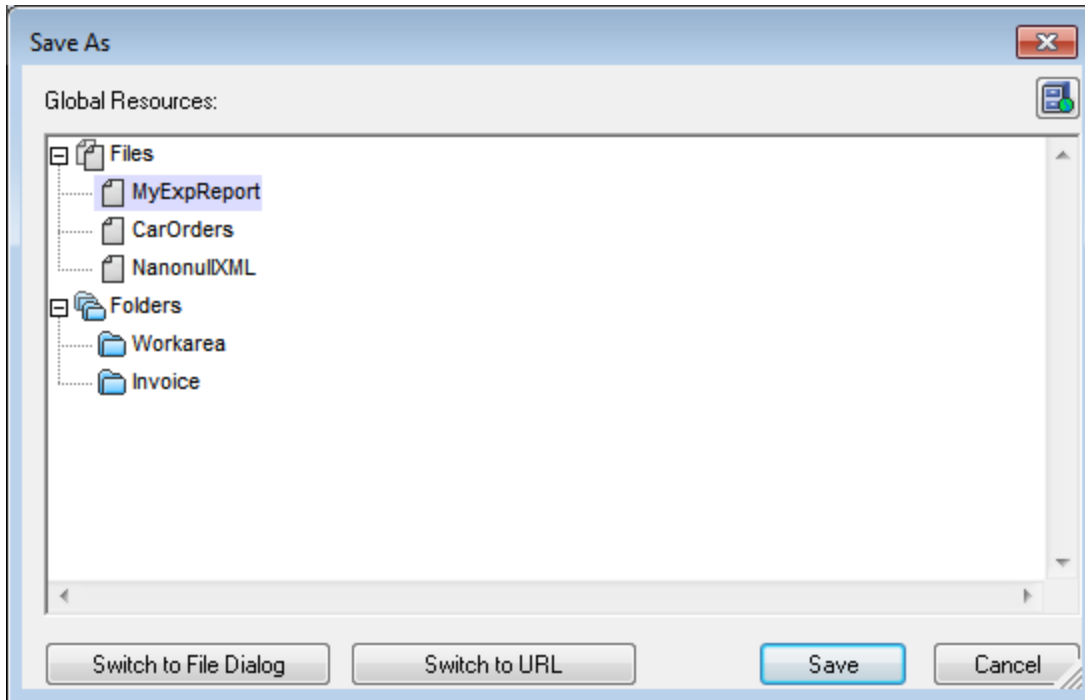 Save As
Global Resources:
Files
MyExpReport
CarOrders
NanonullXML
Folders
Workarea
Invoice
Switch to File Dialog
Switch to URL
Save
Cancel